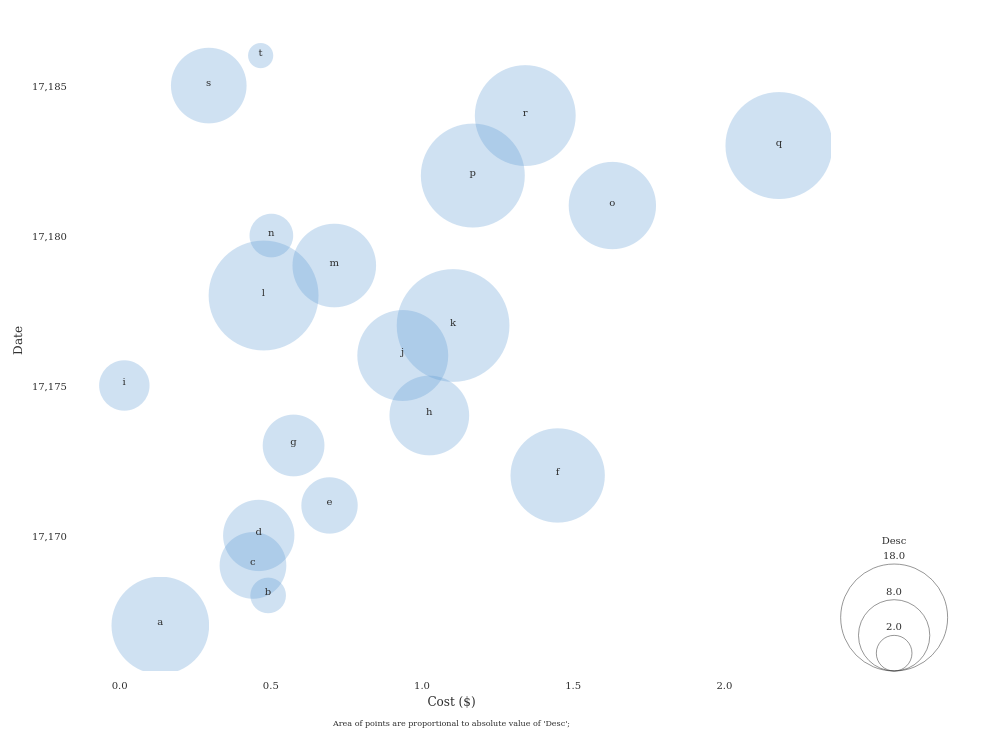 t
s
17,185
r
q
p
o
n
17,180
m
l
k
Date
j
i
17,175
h
g
f
e
d
17,170
Desc
18.0
c
b
8.0
a
2.0
0.0 0.5 1.0 1.5 2.0
Cost ($)
Area of points are proportional to absolute value of 'Desc';